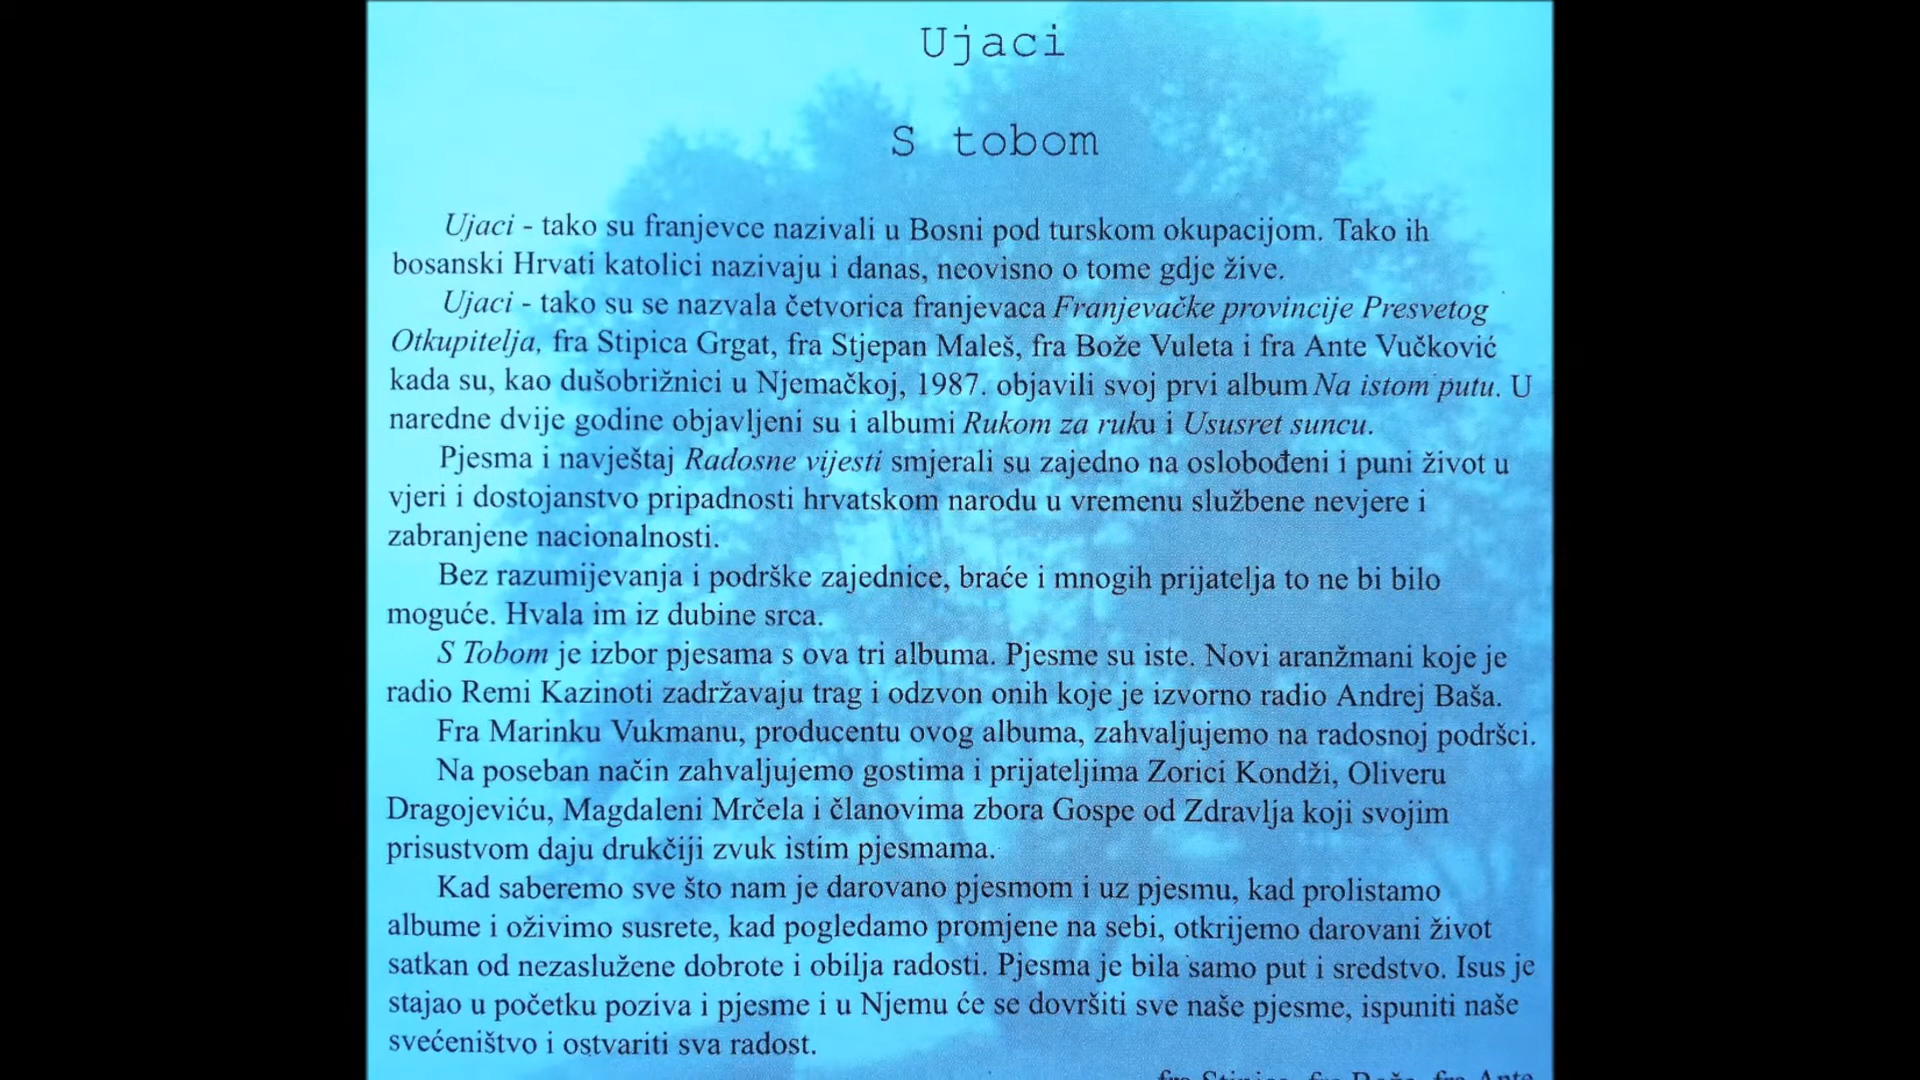 Ujaci
S tobom
Ujaci - tako su franjevce nazivali u Bosni pod turskom okupacijom. Tako ih
bosanski Hrvati katolici nazivaju i danas, neovisno o tome gdje žive.
Ujaci - tako su se nazvala četvorica franjevaca Franjevačke provincije Presvetog
Otkupitelja, fra Stipica Grgat, fra Stjepan Maleš, fra Bože Vuleta i fra Ante Vučković
kada su, kao dušobrižnici u Njemačkoj, 1987. objavili svoj prvi album Na istom putu. U
naredne dvije godine objavljeni su i albumi Rukom za ruku i Ususret suncu.
Pjesma i navještaj Radosne vijesti smjerali su zajedno na oslobođeni i puni život u
vjeri i dostojanstvo pripadnosti hrvatskom narodu u vremenu službene nevjere i
zabranjene nacionalnosti.
Bez razumijevanja i podrške zajednice, braće i mnogih prijatelja to ne bi bilo
moguće. Hvala im iz dubine srca.
S Tobom je izbor pjesama s ova tri albuma. Pjesme su iste. Novi aranžmani koje je
radio Remi Kazinoti zadržavaju trag i odzvon onih koje je izvorno radio Andrej Baša.
Fra Marinku Vukmanu, producentu ovog albuma, zahvaljujemo na radosnoj podršci.
Na poseban način zahvaljujemo gostima i prijateljima Zorici Kondži, Oliveru
Dragojeviću, Magdaleni Mrčela i članovima zbora Gospe od Zdravlja koji svojim
prisustvom daju drukčiji zvuk istim pjesmama.
Kad saberemo sve što nam je darovano pjesmom i uz pjesmu, kad prolistamo
albume i oživimo susrete, kad pogledamo promjene na sebi, otkrijemo darovani život
satkan od nezaslužene dobrote i obilja radosti. Pjesma je bila samo put i sredstvo. Isus je
stajao u početku poziva i pjesme i u Njemu će se dovršiti sve naše pjesme, ispuniti naše
svećeništvo i ostvariti sva radost.
fra Stipica, fra Bože, fra Ante